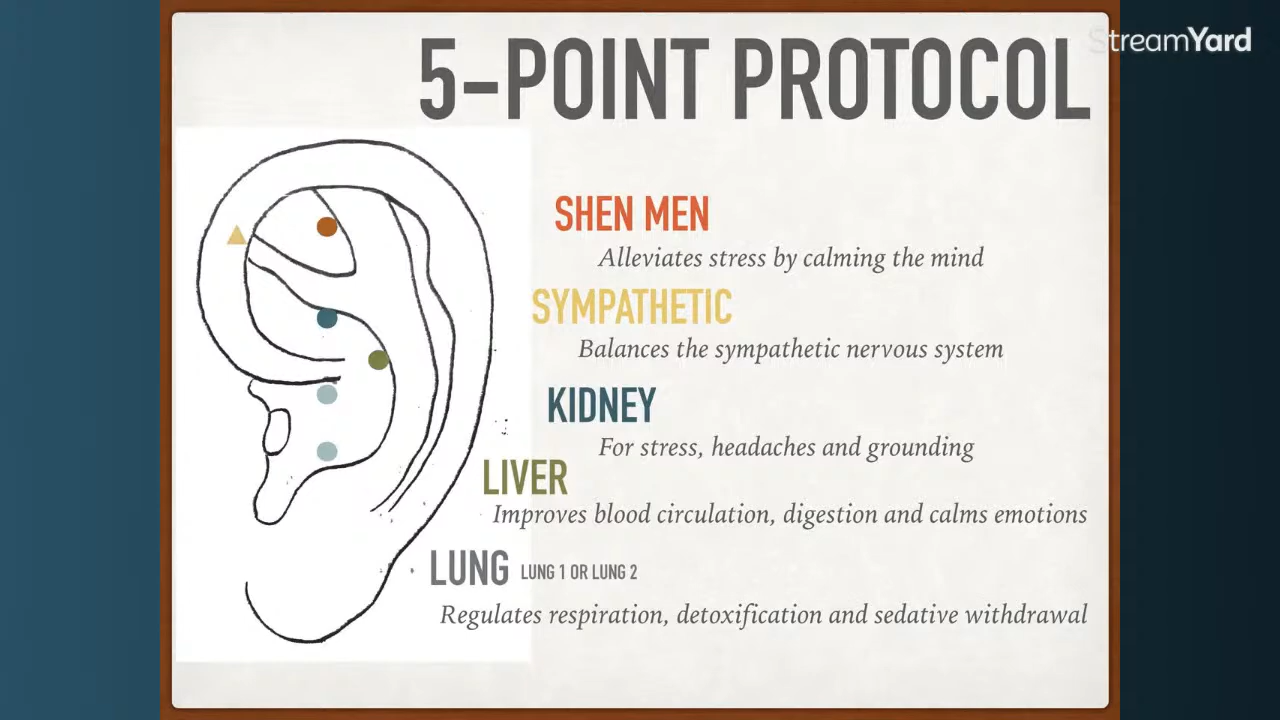 StreamYard
5-POINT PROTOCOL
SHEN MEN
Alleviates stress by calming the mind
SYMPATHETIC
Balances the sympathetic nervous system
KIDNEY
For stress, headaches and grounding
LIVER
Improves blood circulation, digestion and calms emotions
LUNG LUNG 1 OR LUNG 2
Regulates respiration, detoxification and sedative withdrawal